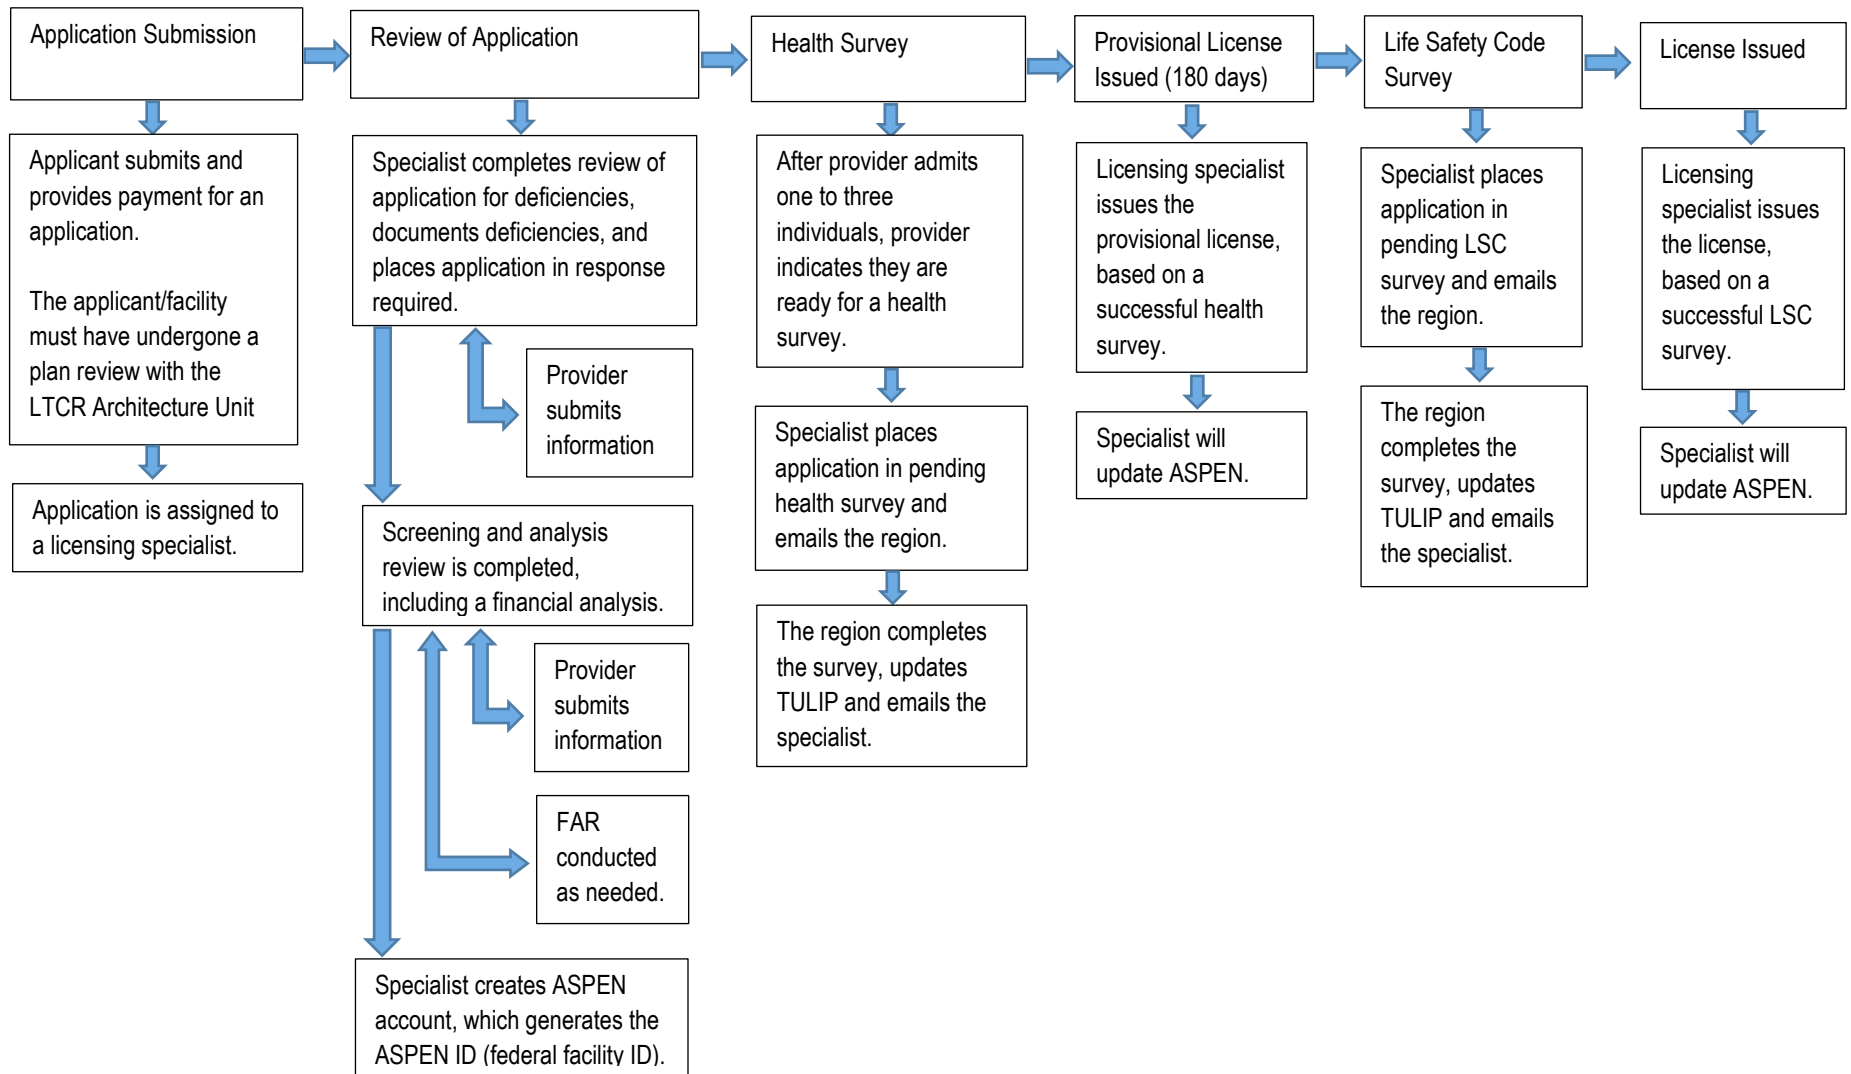 Application Submission
Review of Application
Health Survey
Provisional License
Issued (180 days)
Life Safety Code
Survey
License Issued
Applicant submits and
provides payment for an
application.
The applicant/facility
must have undergone a
plan review with the
LTCR Architecture Unit
Application is assigned to
a licensing specialist.
Specialist completes review of
application for deficiencies,
documents deficiencies, and
places application in response
required.
Provider
submits
information
Screening and analysis
review is completed,
including a financial analysis.
Provider
submits
information
FAR
conducted
as needed.
Specialist creates ASPEN
account, which generates the
ASPEN ID (federal facility ID).
After provider admits
one to three
individuals, provider
indicates they are
ready for a health
survey.
Specialist places
application in pending
health survey and
emails the region.
The region completes
the survey, updates
TULIP and emails the
specialist.
Licensing specialist
issues the
provisional license,
based on a
successful health
survey.
Specialist will
update ASPEN.
Specialist places
application in
pending LSC
survey and emails
the region.
The region
completes the
survey, updates
TULIP and emails
the specialist.
Licensing
specialist issues
the license,
based on a
successful LSC
survey.
Specialist will
update ASPEN.